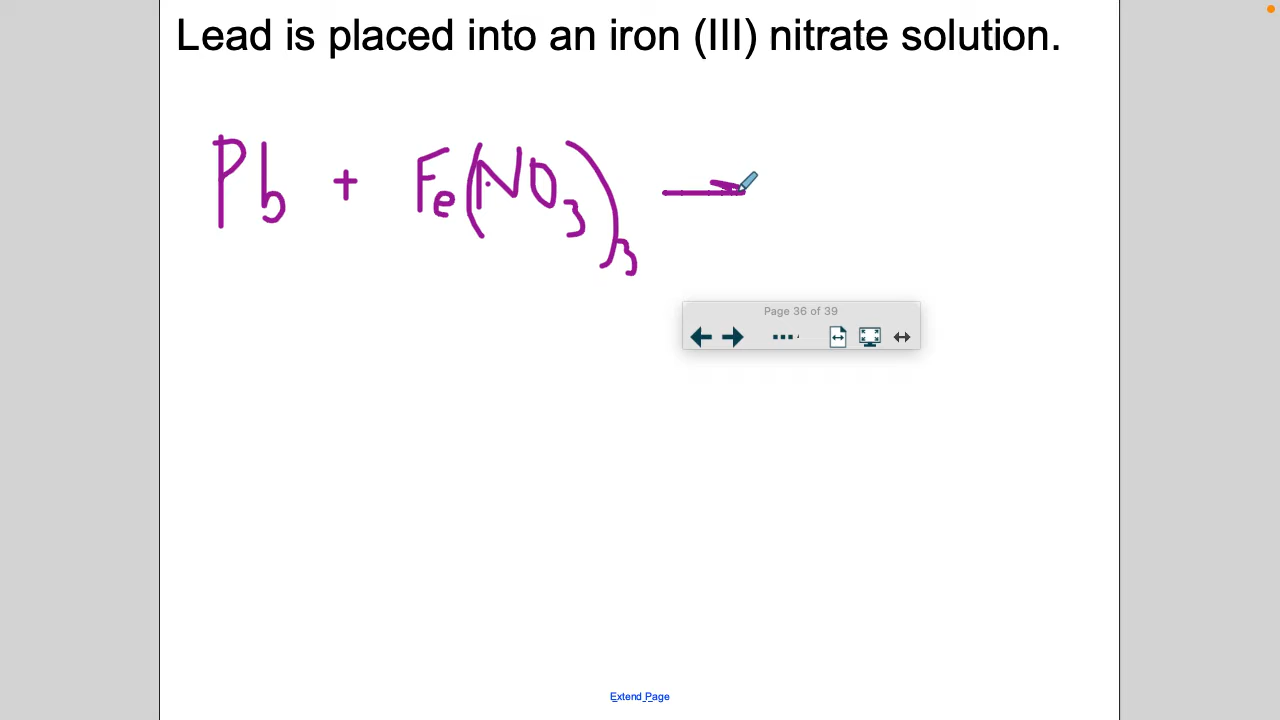 Lead is placed into an iron (III) nitrate solution.
Pb + Fe(NO₃)₃ →
Page 36 of 39
Extend Page